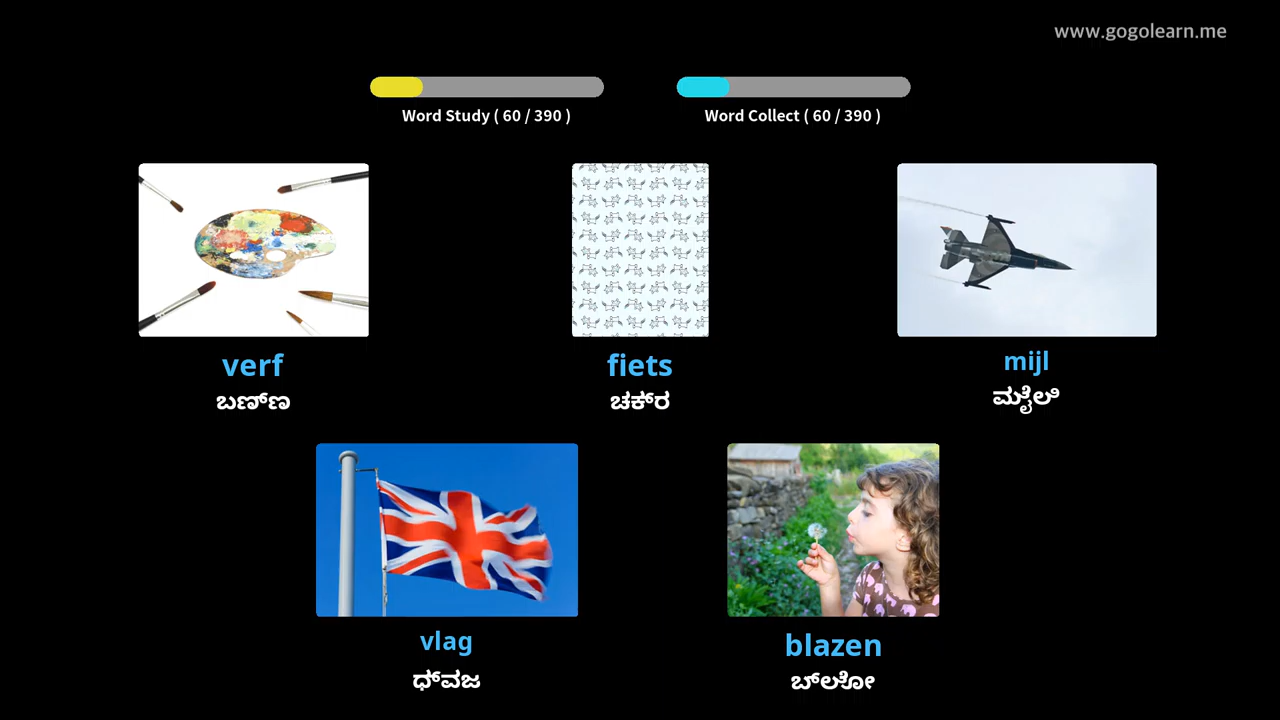 www.gogolearn.me
Word Study ( 60 / 390 )
Word Collect ( 60 / 390 )
verf
ಬಣ್‌ಣ
fiets
ಚಕ್‌ರ
mijl
ಮೈಲಿ
vlag
ಧ್‌ವಜ
blazen
ಬ್‌ಲೋ